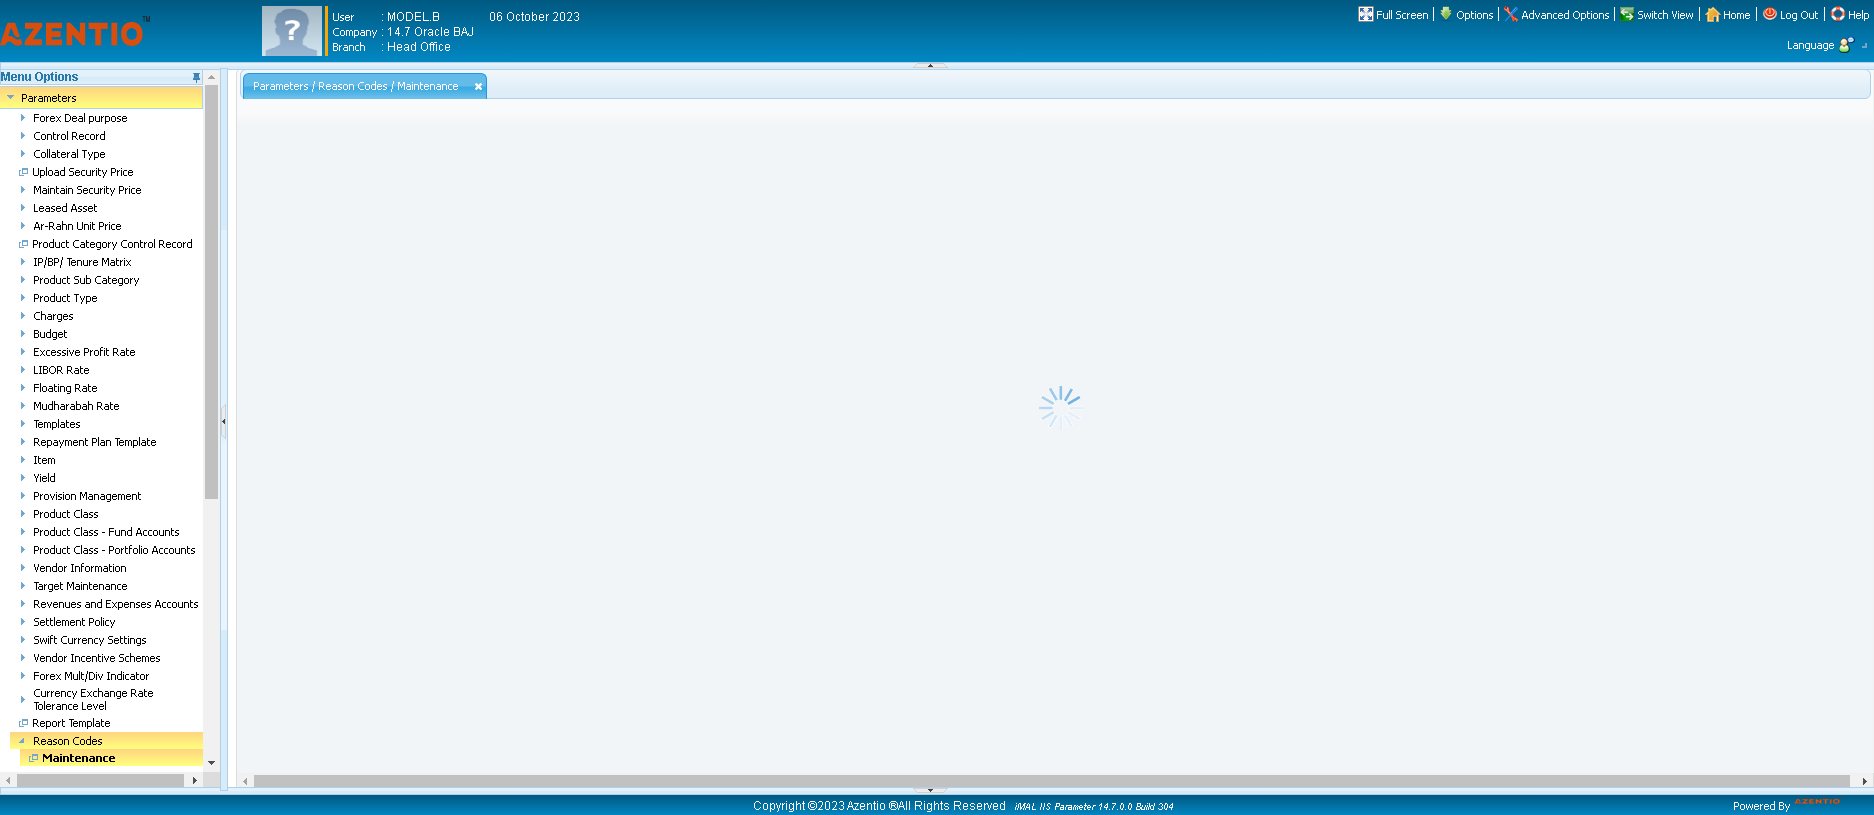 AZENTIO™
User : MODEL.B 06 October 2023
Company : 14.7 Oracle BAJ
Branch : Head Office
Full Screen | Options | Advanced Options | Switch View | Home | Log Out | Help
Language
Menu Options
Parameters
Forex Deal purpose
Control Record
Collateral Type
Upload Security Price
Maintain Security Price
Leased Asset
Ar-Rahn Unit Price
Product Category Control Record
IP/BP/ Tenure Matrix
Product Sub Category
Product Type
Charges
Budget
Excessive Profit Rate
LIBOR Rate
Floating Rate
Mudharabah Rate
Templates
Repayment Plan Template
Item
Yield
Provision Management
Product Class
Product Class - Fund Accounts
Product Class - Portfolio Accounts
Vendor Information
Target Maintenance
Revenues and Expenses Accounts
Settlement Policy
Swift Currency Settings
Vendor Incentive Schemes
Forex Mult/Div Indicator
Currency Exchange Rate
Tolerance Level
Report Template
Reason Codes
Maintenance
Parameters / Reason Codes / Maintenance
Copyright ©2023 Azentio ®All Rights Reserved iMAL IIS Parameter 14.7.0.0 Build 304
Powered By AZENTIO